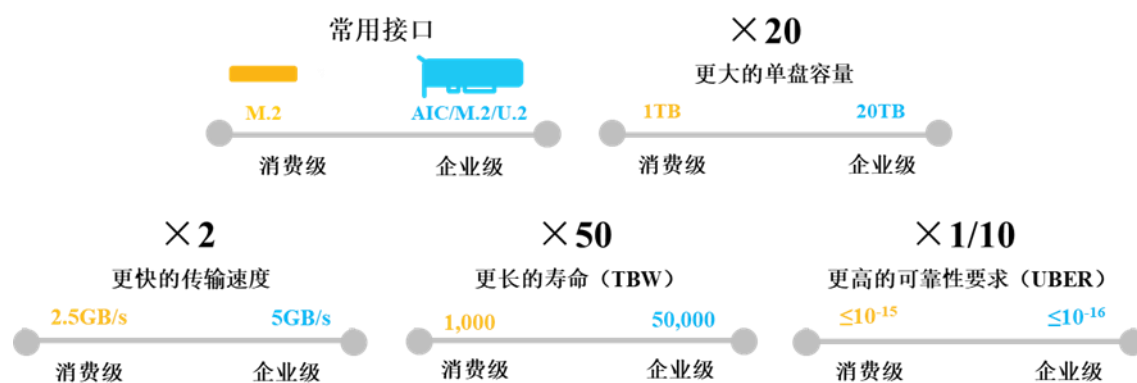 常用接口
×20
更大的单盘容量
M.2
AIC/M.2/U.2
1TB
20TB
消费级
企业级
消费级
企业级
×2
×50
×1/10
更快的传输速度
更长的寿命（TBW）
更高的可靠性要求（UBER）
2.5GB/s
5GB/s
1,000
50,000
≤10⁻¹⁵
≤10⁻¹⁶
消费级
企业级
消费级
企业级
消费级
企业级